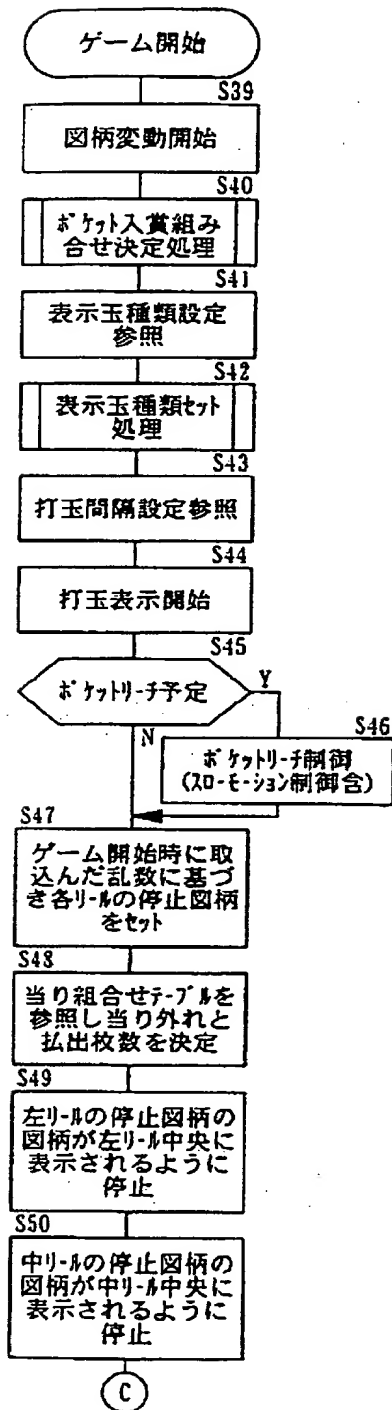 ゲーム開始
S39
図柄変動開始
S40
ポケット入賞組み
合せ決定処理
S41
表示玉種類設定
参照
S42
表示玉種類セット
処理
S43
打玉間隔設定参照
S44
打玉表示開始
S45
ポケットリーチ予定
Y
N
S46
ポケットリーチ制御
(スローモーション制御含)
S47
ゲーム開始時に取
込んだ乱数に基づ
き各リールの停止図柄
をセット
S48
当り組合せテーブルを
参照し当り外れと
払出枚数を決定
S49
左リールの停止図柄の
図柄が左リール中央に
表示されるように
停止
S50
中リールの停止図柄の
図柄が中リール中央に
表示されるように
停止
C